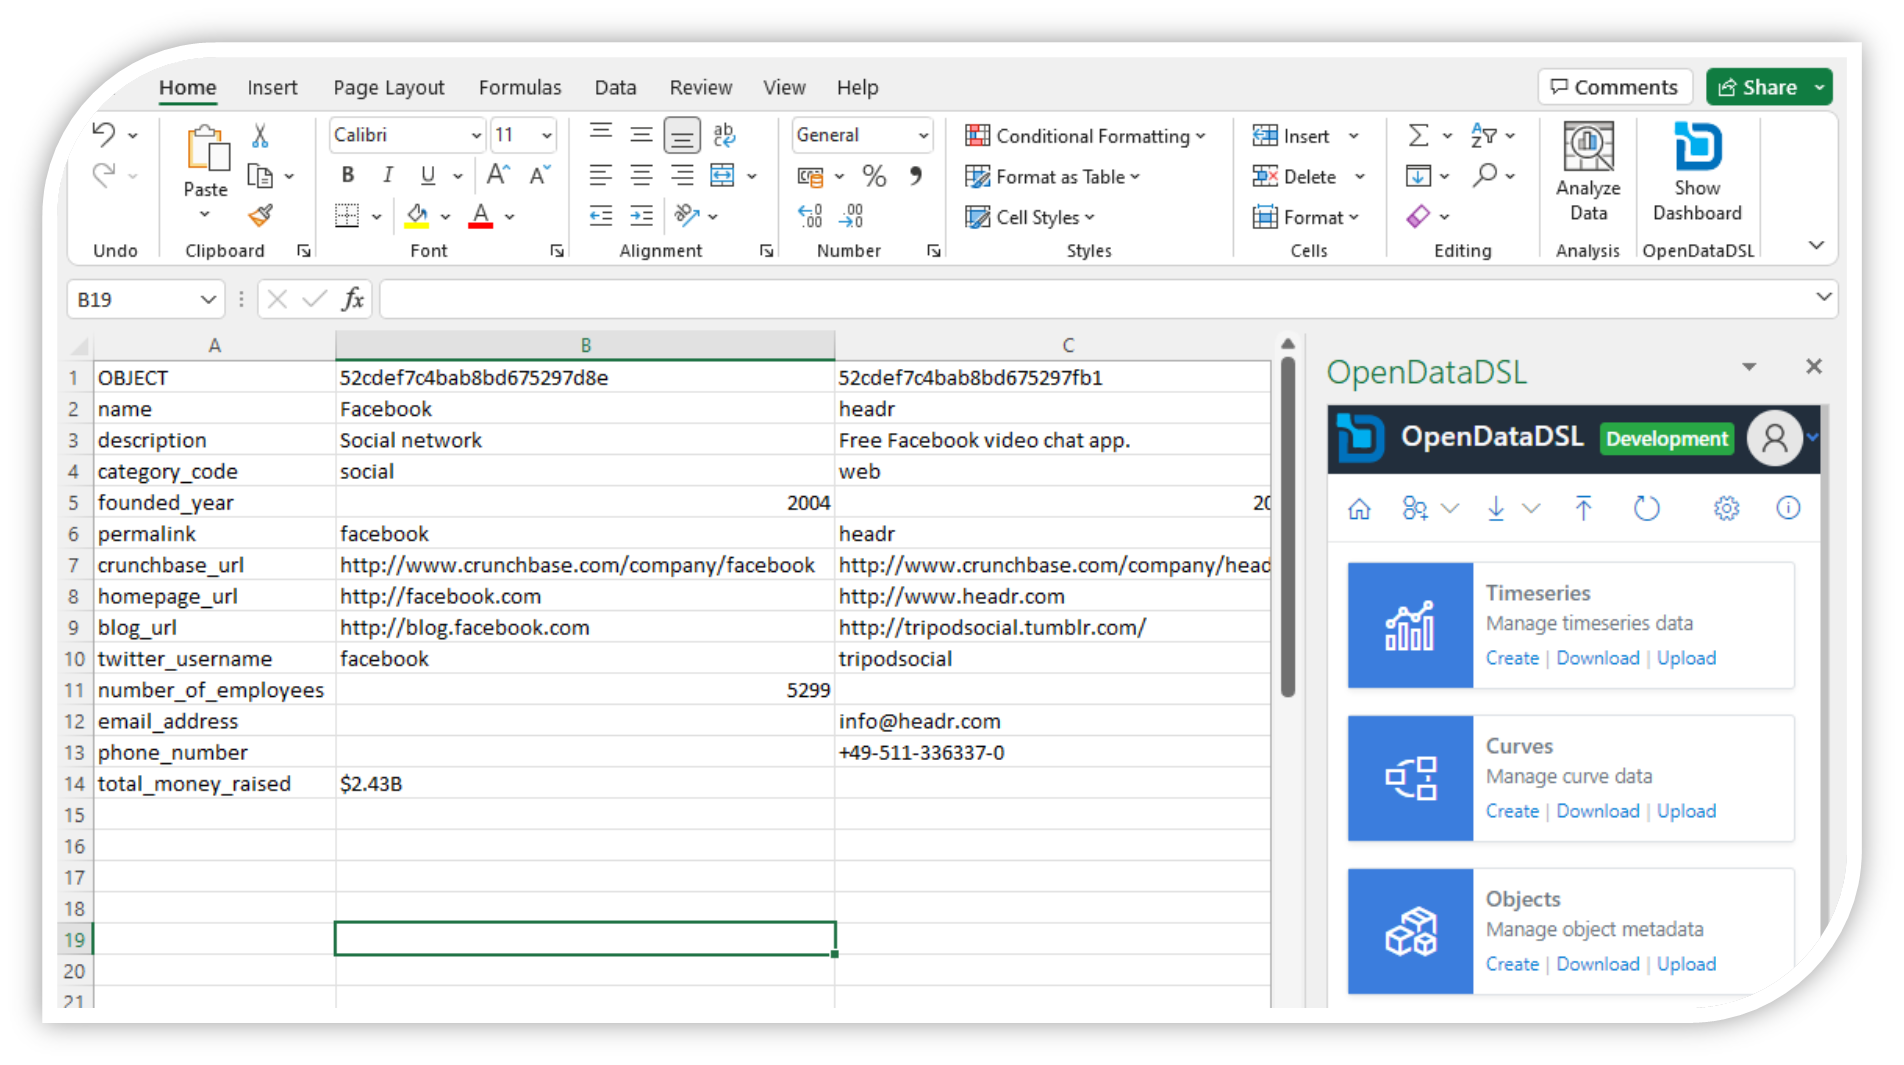 Home Insert Page Layout Formulas Data Review View Help Comments Share
Calibri 11 ab c General Conditional Formatting Insert Σ A Z
Paste B I U A A % 9 Format as Table Delete Analyze Data Show Dashboard
A 0 .00 .00 0 Cell Styles Format
Undo Clipboard Font Alignment Number Styles Cells Editing Analysis OpenDataDSL
B19 fx
A B C
1 OBJECT 52cdef7c4bab8bd675297d8e 52cdef7c4bab8bd675297fb1
2 name Facebook headr
3 description Social network Free Facebook video chat app.
4 category_code social web
5 founded_year 2004 20
6 permalink facebook headr
7 crunchbase_url http://www.crunchbase.com/company/facebook http://www.crunchbase.com/company/head
8 homepage_url http://facebook.com http://www.headr.com
9 blog_url http://blog.facebook.com http://tripodsocial.tumblr.com/
10 twitter_username facebook tripodsocial
11 number_of_employees 5299
12 email_address info@headr.com
13 phone_number +49-511-336337-0
14 total_money_raised $2.43B
15
16
17
18
19
20
21
OpenDataDSL
OpenDataDSL Development
Timeseries
Manage timeseries data
Create | Download | Upload
Curves
Manage curve data
Create | Download | Upload
Objects
Manage object metadata
Create | Download | Upload